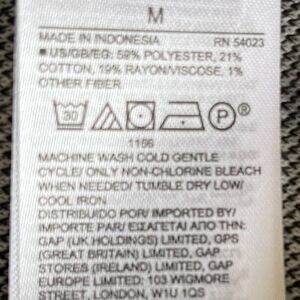 M
MADE IN INDONESIA RN 54023
■ US/GB/EG: 59% POLYESTER, 21%
COTTON, 19% RAYON/VISCOSE, 1%
OTHER FIBER
30 P ®
1166
MACHINE WASH COLD GENTLE
CYCLE/ ONLY NON-CHLORINE BLEACH
WHEN NEEDED/ TUMBLE DRY LOW/
COOL IRON
DISTRIBUIDO POR/ IMPORTED BY/
IMPORTE PAR/ ΕΙΣΑΓΕΤΑΙ ΑΠΟ ΤΗΝ:
GAP (UK HOLDINGS) LIMITED, GPS
(GREAT BRITAIN) LIMITED, GAP
STORES (IRELAND) LIMITED, GAP
EUROPE LIMITED: 103 WIGMORE
STREET, LONDON, W1U 1QS